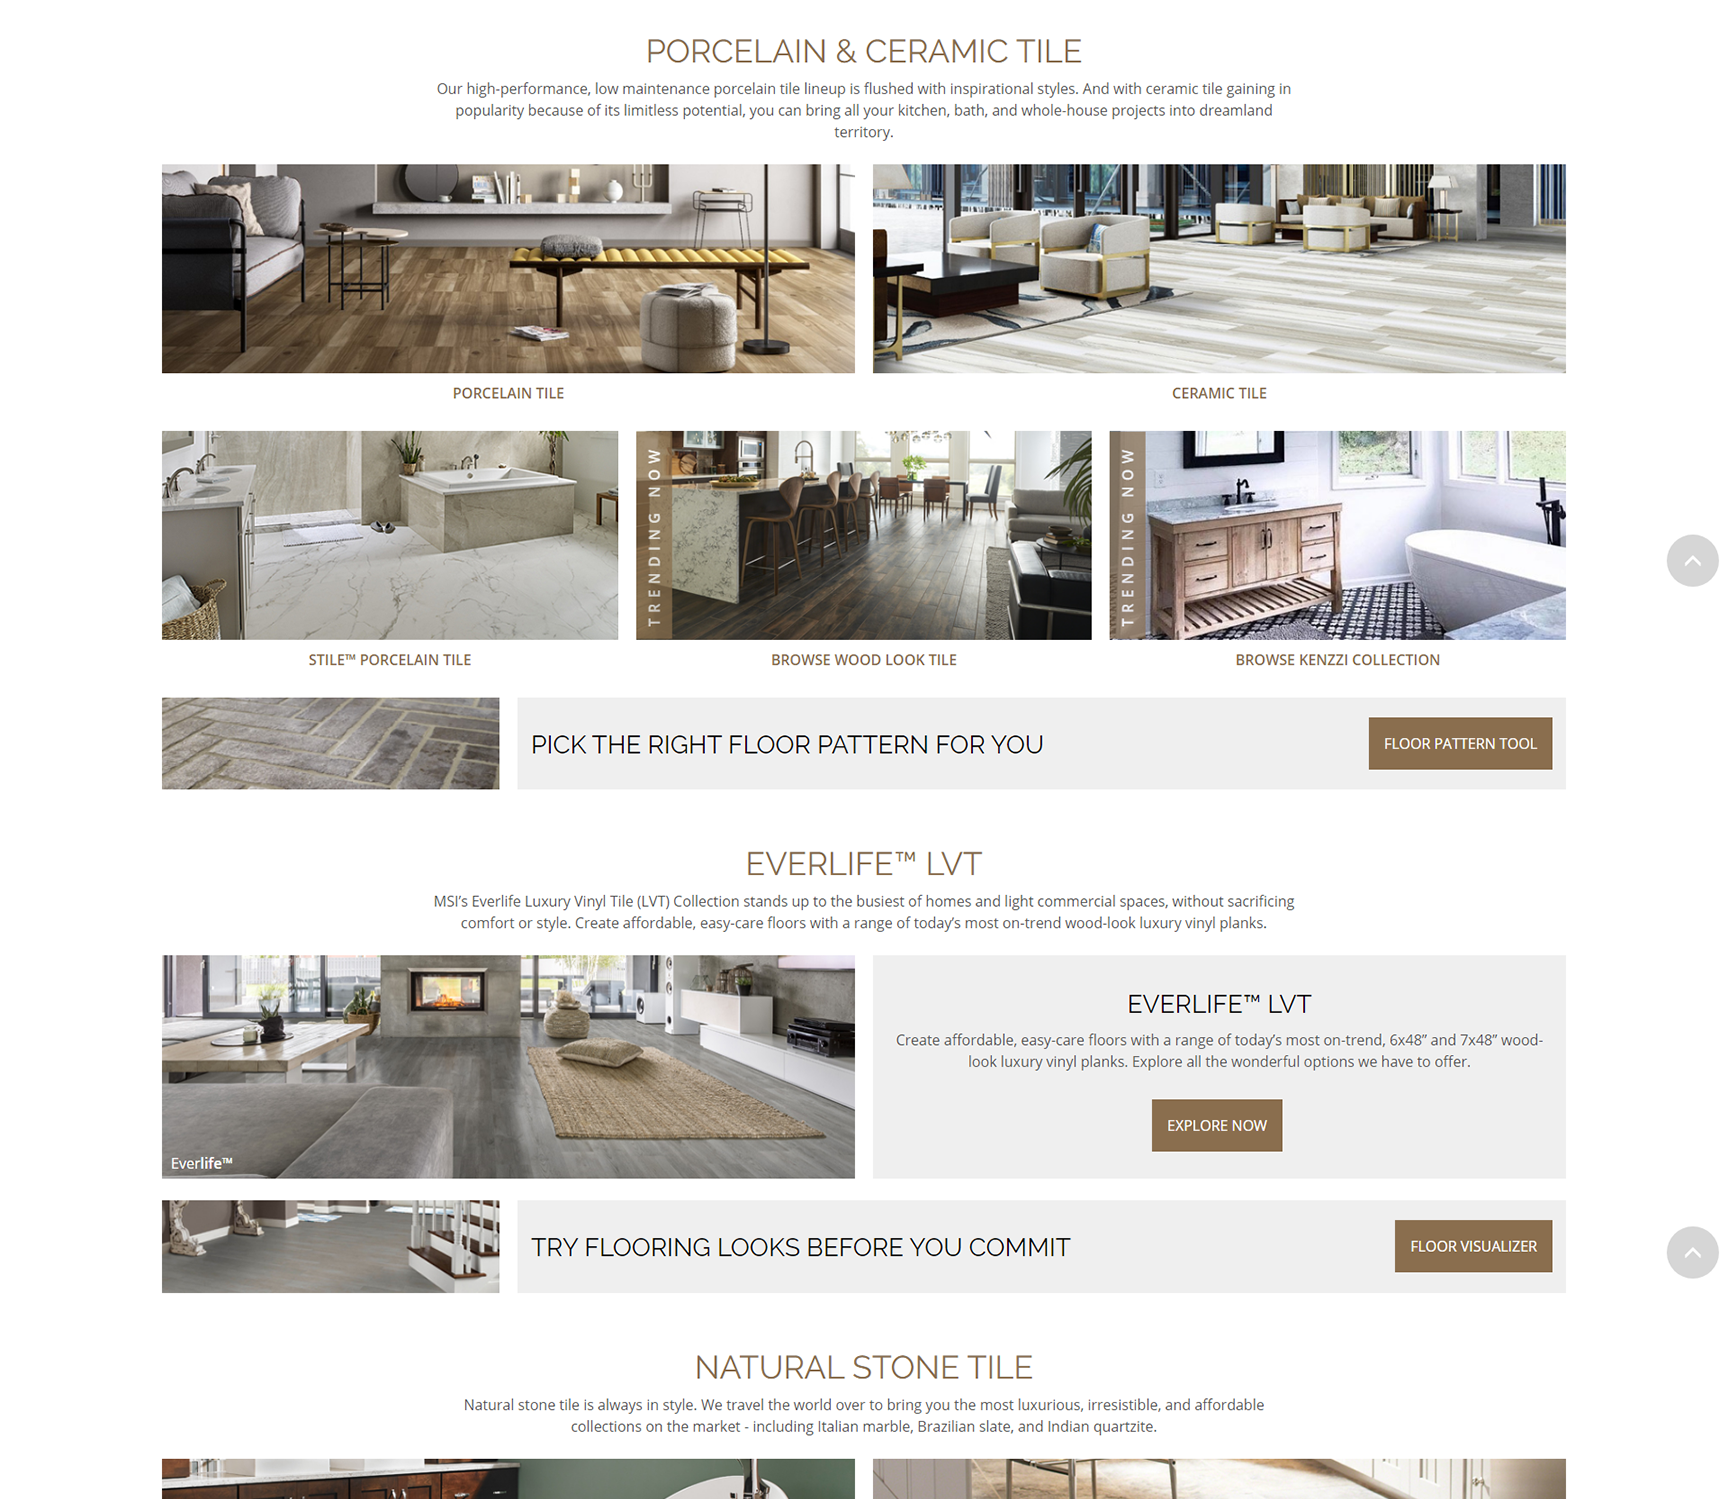 PORCELAIN & CERAMIC TILE
Our high-performance, low maintenance porcelain tile lineup is flushed with inspirational styles. And with ceramic tile gaining in
popularity because of its limitless potential, you can bring all your kitchen, bath, and whole-house projects into dreamland
territory.
PORCELAIN TILE
CERAMIC TILE
TRENDING NOW
TRENDING NOW
STILE™ PORCELAIN TILE
BROWSE WOOD LOOK TILE
BROWSE KENZZI COLLECTION
PICK THE RIGHT FLOOR PATTERN FOR YOU
FLOOR PATTERN TOOL
EVERLIFE™ LVT
MSI’s Everlife Luxury Vinyl Tile (LVT) Collection stands up to the busiest of homes and light commercial spaces, without sacrificing
comfort or style. Create affordable, easy-care floors with a range of today’s most on-trend wood-look luxury vinyl planks.
Everlife™
EVERLIFE™ LVT
Create affordable, easy-care floors with a range of today’s most on-trend, 6x48” and 7x48” wood-
look luxury vinyl planks. Explore all the wonderful options we have to offer.
EXPLORE NOW
TRY FLOORING LOOKS BEFORE YOU COMMIT
FLOOR VISUALIZER
NATURAL STONE TILE
Natural stone tile is always in style. We travel the world over to bring you the most luxurious, irresistible, and affordable
collections on the market - including Italian marble, Brazilian slate, and Indian quartzite.